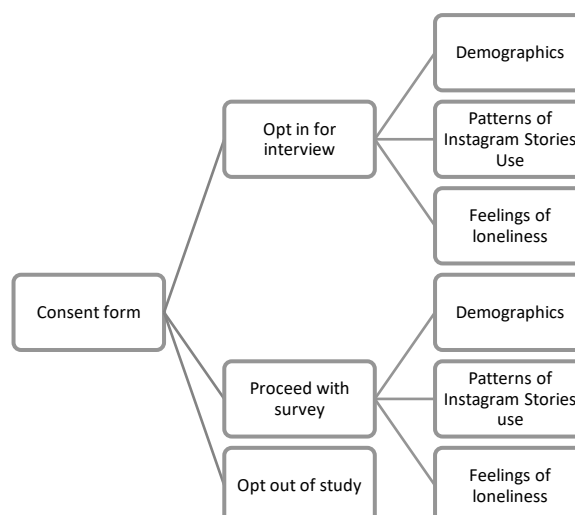 Consent form
Opt in for
interview
Demographics
Patterns of
Instagram Stories
Use
Feelings of
loneliness
Proceed with
survey
Demographics
Patterns of
Instagram Stories
use
Feelings of
loneliness
Opt out of study